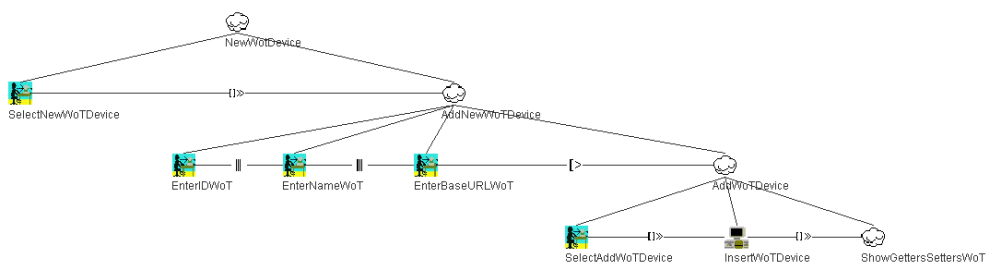 NewWotDevice
[]»
SelectNewWoTDevice
AddNewWoTDevice
||| ||| [>
EnterIDWoT EnterNameWoT EnterBaseURLWoT AddWoTDevice
[]» []»
SelectAddWoTDevice InsertWoTDevice ShowGettersSettersWoT